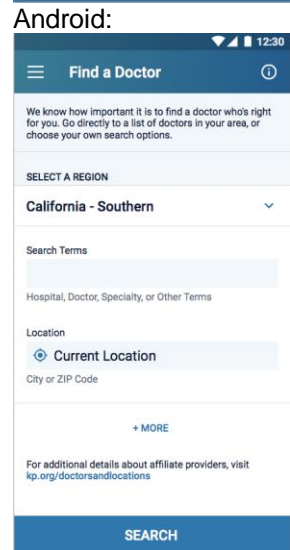 Android:
12:30
Find a Doctor
We know how important it is to find a doctor who's right
for you. Go directly to a list of doctors in your area, or
choose your own search options.
SELECT A REGION
California - Southern
Search Terms
Hospital, Doctor, Specialty, or Other Terms
Location
Current Location
City or ZIP Code
+ MORE
For additional details about affiliate providers, visit
kp.org/doctorsandlocations
SEARCH